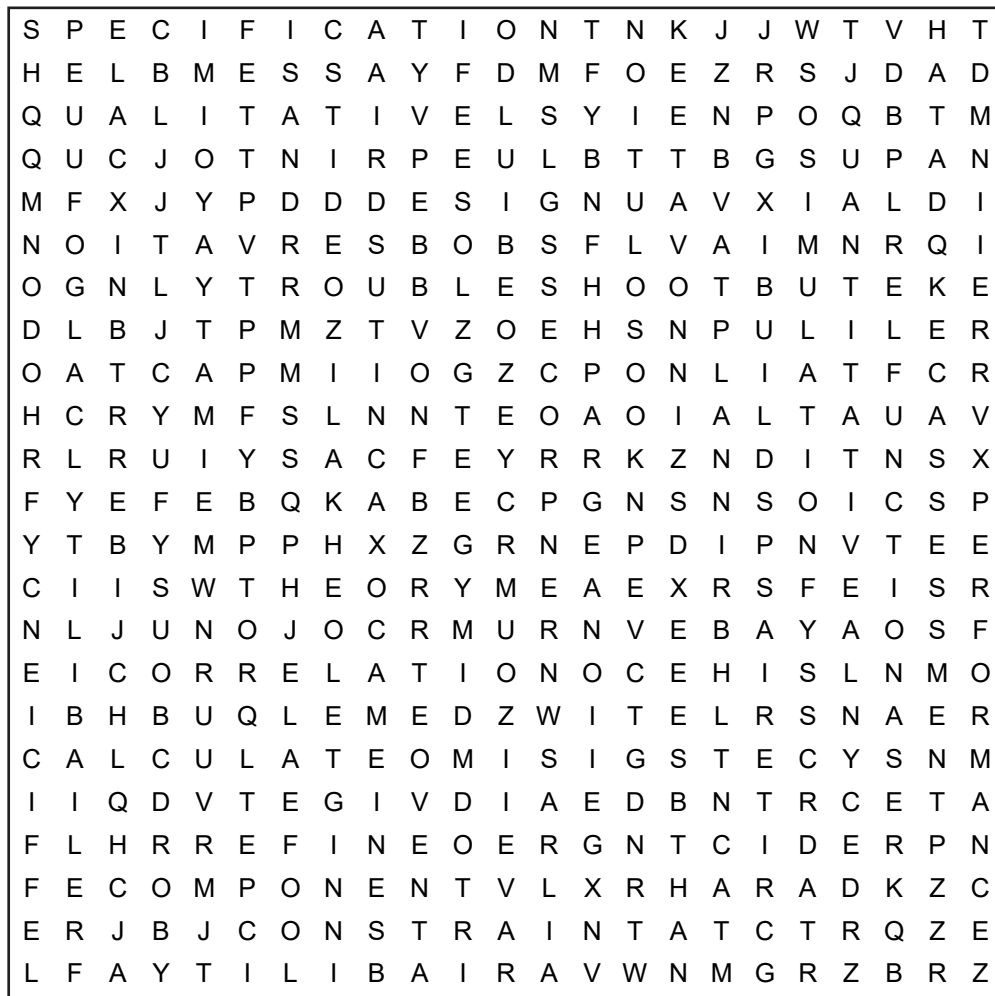 S P E C I F I C A T I O N T N K J J W T V H T
H E L B M E S S A Y F D M F O E Z R S J D A D
Q U A L I T A T I V E L S Y I E N P O Q B T M
Q U C J O T N I R P E U L B T T B G S U P A N
M F X J Y P D D D E S I G N U A V X I A L D I
N O I T A V R E S B O B S F L V A I M N R Q I
O G N L Y T R O U B L E S H O O T B U T E K E
D L B J T P M Z T V Z O E H S N P U L I L E R
O A T C A P M I I O G Z C P O N L I A T F C R
H C R Y M F S L N N T E O A O I A L T A U A V
R L R U I Y S A C F E Y R R K Z N D I T N S X
F Y E F E B Q K A B E C P G N S N S O I C S P
Y T B Y M P P H X Z G R N E P D I P N V T E E
C I I S W T H E O R Y M E A E X R S F E I S R
N L J U N O J O C R M U R N V E B A Y A O S F
E I C O R R E L A T I O N O C E H I S L N M O
I B H B U Q L E M E D Z W I T E L R S N A E R
C A L C U L A T E O M I S I G S T E C Y S N M
I I Q D V T E G I V D I A E D B N T R C E T A
F L H R R E F I N E O E R G N T C I D E R P N
F E C O M P O N E N T V L X R H A R A D K Z C
E R J B J C O N S T R A I N T A T C T R Q Z E
L F A Y T I L I B A I R A V W N M G R Z B R Z